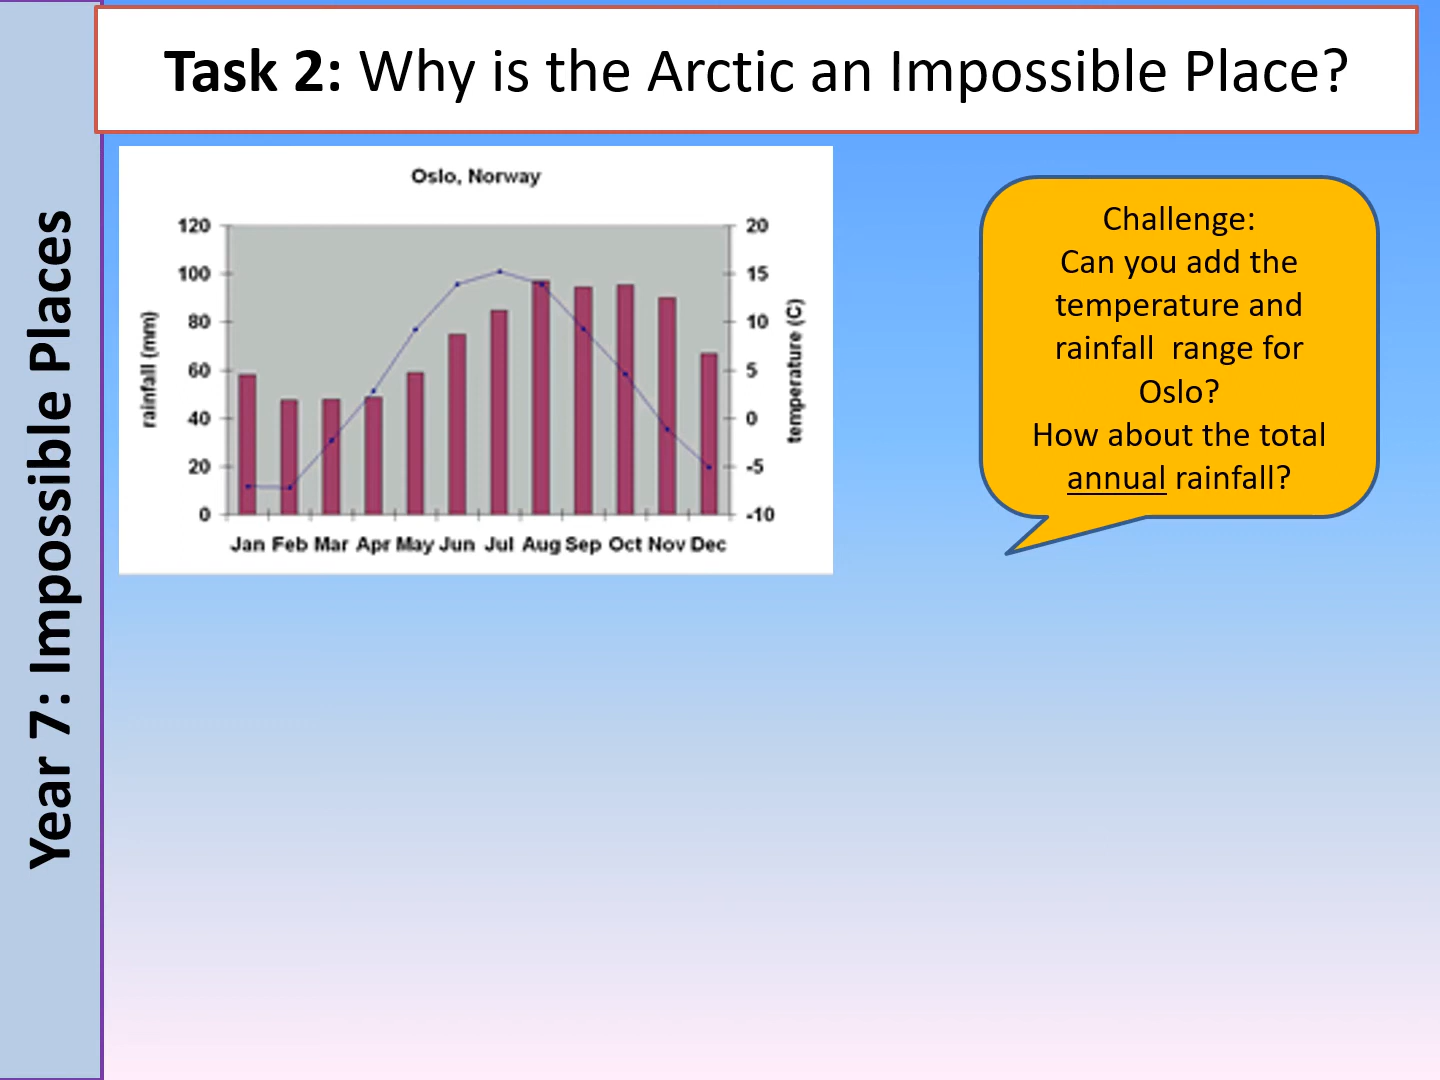 Task 2: Why is the Arctic an Impossible Place?
Year 7: Impossible Places
Oslo, Norway
120
100
80
60
40
20
0
rainfall (mm)
20
15
10
5
0
-5
-10
temperature (C)
Jan Feb Mar Apr May Jun Jul Aug Sep Oct Nov Dec
Challenge:
Can you add the
temperature and
rainfall range for
Oslo?
How about the total
annual rainfall?